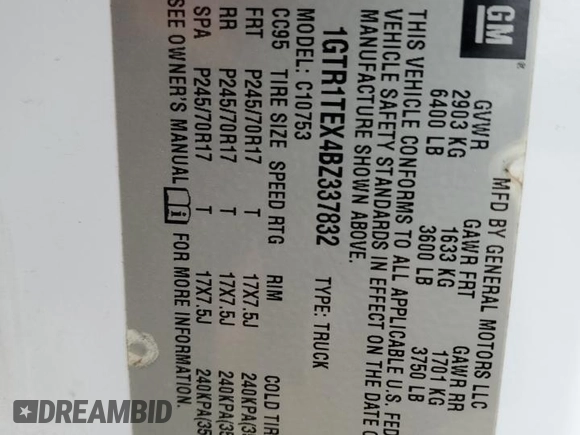 GM
MFD BY GENERAL MOTORS LLC
GVWR GAWR FRT GAWR RR
2903 KG 1633 KG 1701 KG
6400 LB 3600 LB 3750 LB
THIS VEHICLE CONFORMS TO ALL APPLICABLE U.S. FED
VEHICLE SAFETY STANDARDS IN EFFECT ON THE DATE
MANUFACTURE SHOWN ABOVE.
1GTR1TEX4BZ337832 TYPE: TRUCK
MODEL: C10753
CC95 TIRE SIZE SPEED RTG RIM COLD TIR
FRT P245/70R17 T 17X7.5J 240KPA(35
RR P245/70R17 T 17X7.5J 240KPA(35
SPA P245/70R17 T 17X7.5J 240KPA(35
SEE OWNER'S MANUAL i FOR MORE INFORMATION.
DREAMBID